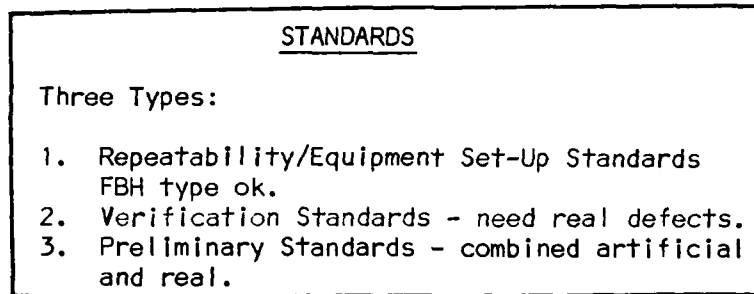 STANDARDS
Three Types:
1. Repeatability/Equipment Set-Up Standards
FBH type ok.
2. Verification Standards - need real defects.
3. Preliminary Standards - combined artificial
and real.